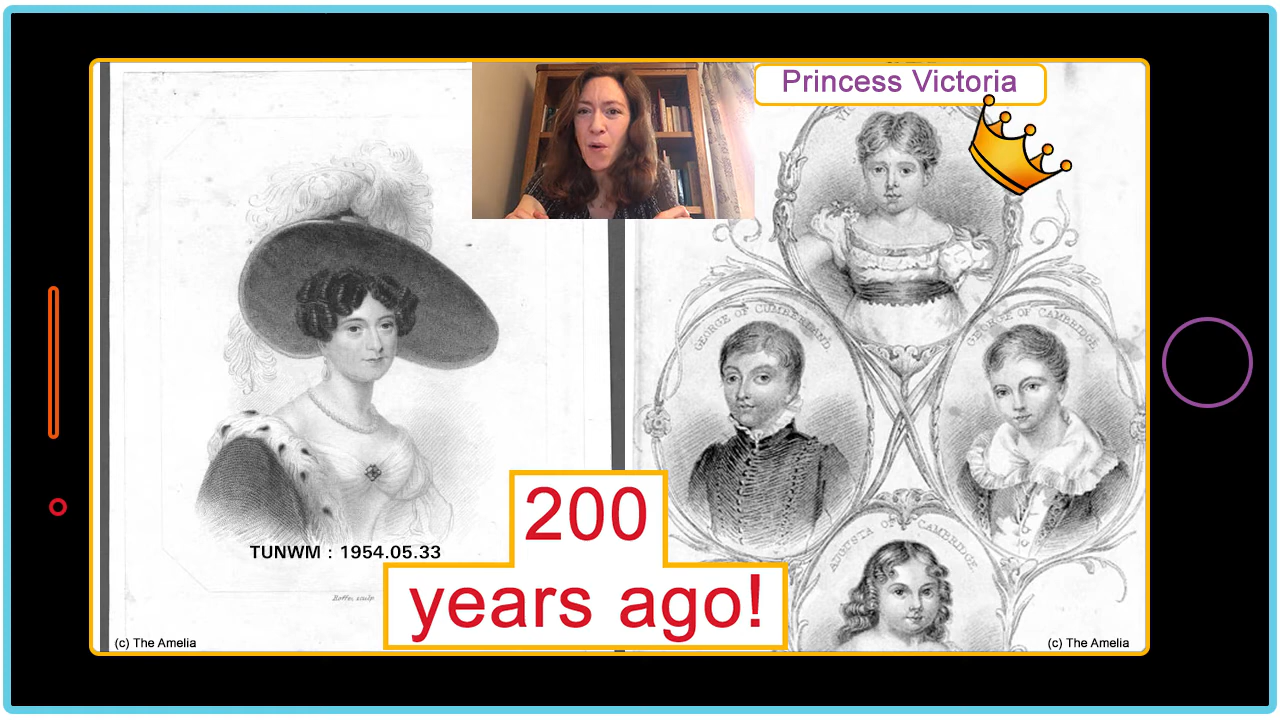 Princess Victoria
GEORGE OF CUMBERLAND
GEORGE OF CAMBRIDGE
200
years ago!
TUNWM : 1954.05.33
AUGUSTA OF CAMBRIDGE
(c) The Amelia
(c) The Amelia